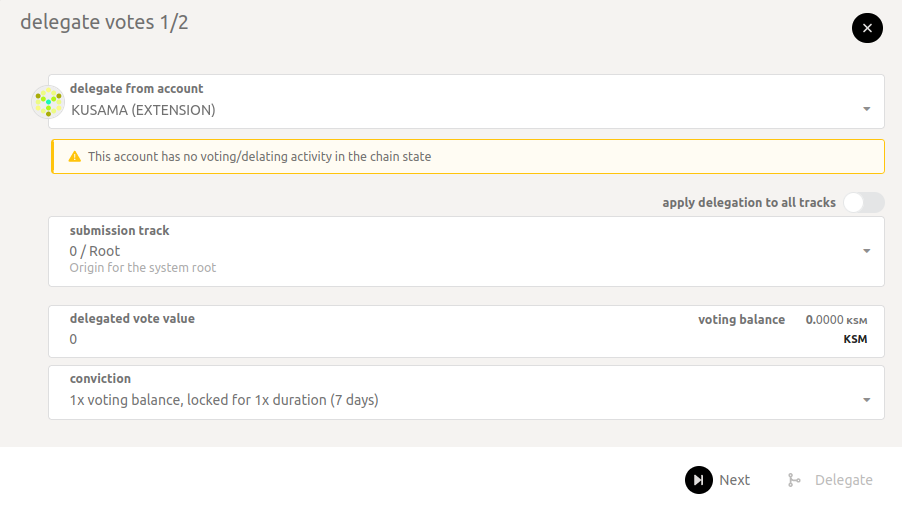 delegate votes 1/2
delegate from account
KUSAMA (EXTENSION)
This account has no voting/delating activity in the chain state
apply delegation to all tracks
submission track
0 / Root
Origin for the system root
delegated vote value
voting balance 0.0000 KSM
0
KSM
conviction
1x voting balance, locked for 1x duration (7 days)
Next
Delegate